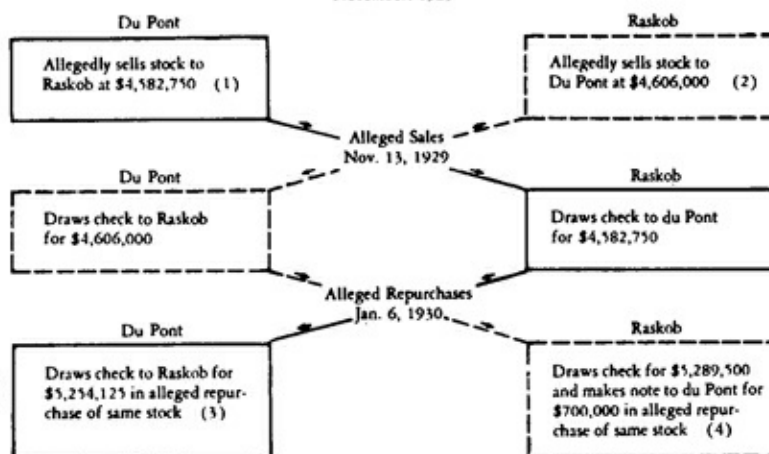 Du Pont
Raskob
Allegedly sells stock to
Raskob at $4,582,750 (1)
Allegedly sells stock to
Du Pont at $4,606,000 (2)
Alleged Sales
Nov. 13, 1929
Du Pont
Raskob
Draws check to Raskob
for $4,606,000
Draws check to du Pont
for $4,582,750
Alleged Repurchases
Jan. 6, 1930
Du Pont
Raskob
Draws check to Raskob for
$5,254,125 in alleged repur-
chase of same stock (3)
Draws check for $5,289,500
and makes note to du Pont for
$700,000 in alleged repur-
chase of same stock (4)